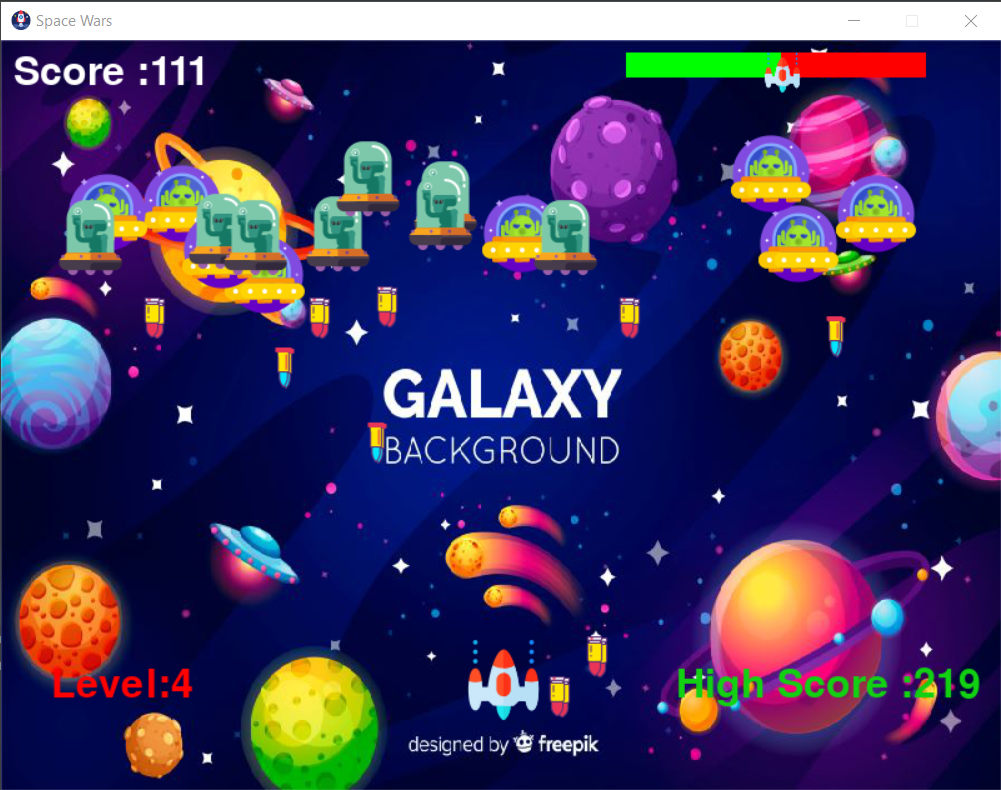 Space Wars
Score :111
GALAXY
BACKGROUND
Level:4
High Score :219
designed by freepik